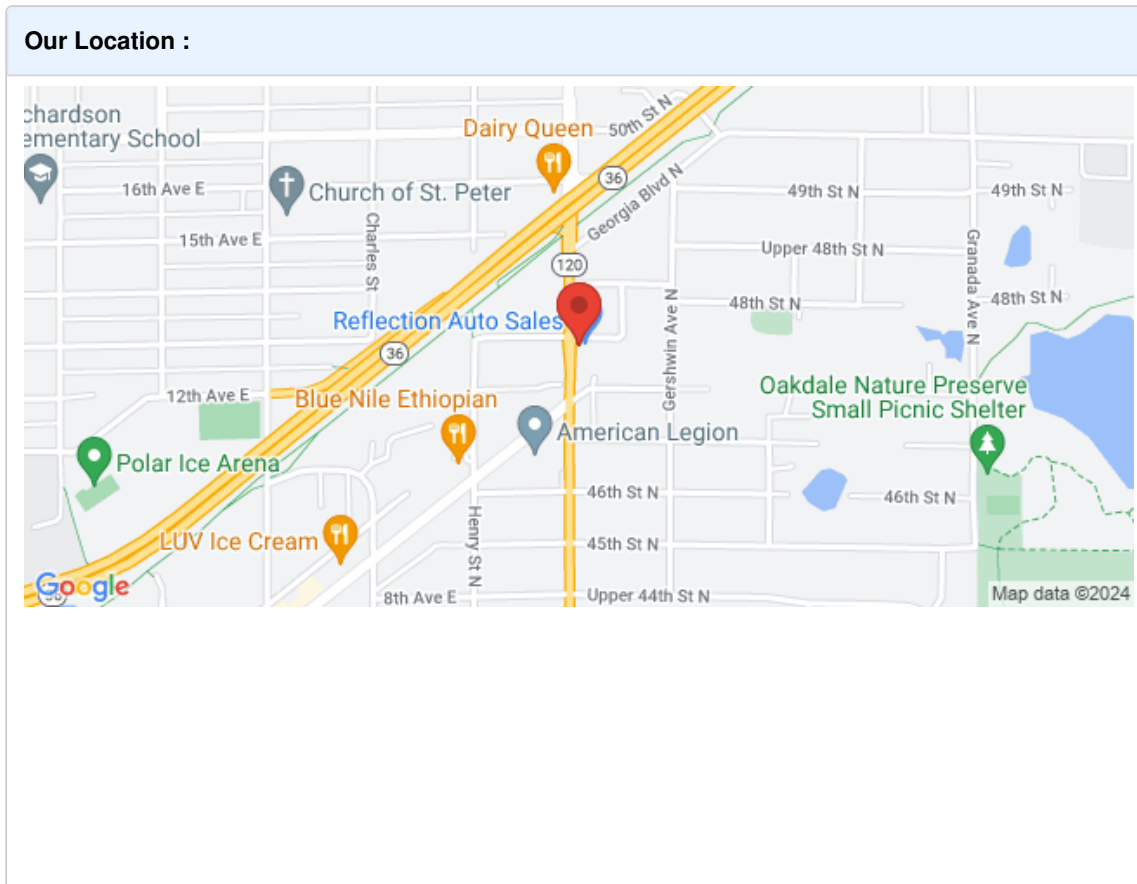 Our Location :
chardson
ementary School
Dairy Queen
50th St N
36
16th Ave E
Church of St. Peter
49th St N
49th St N
Georgia Blvd N
15th Ave E
Charles St
Upper 48th St N
Granada Ave N
120
48th St N
48th St N
Reflection Auto Sales
Gershwin Ave N
36
12th Ave E
Blue Nile Ethiopian
Oakdale Nature Preserve
Small Picnic Shelter
American Legion
Polar Ice Arena
46th St N
46th St N
Henry St N
LUV Ice Cream
45th St N
Google
36
8th Ave E
Upper 44th St N
Map data ©2024